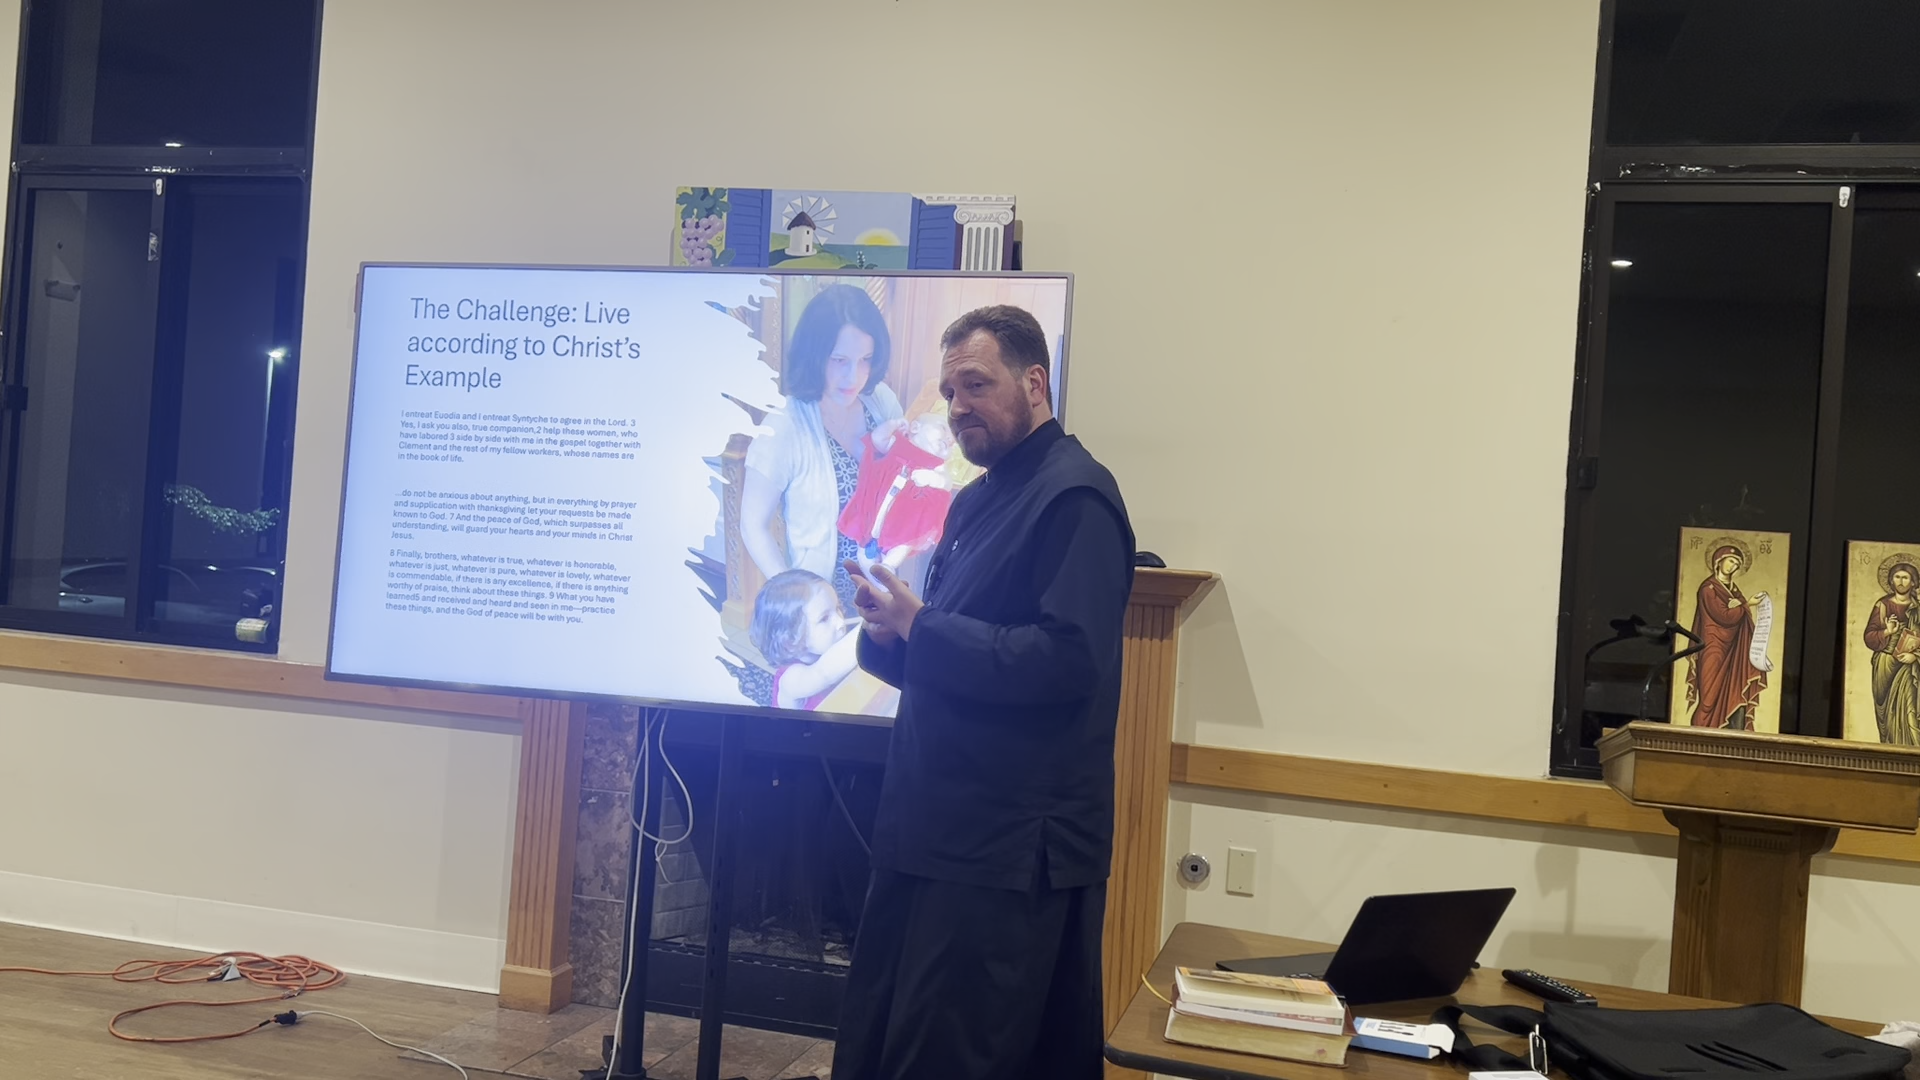 The Challenge: Live
according to Christ's
Example
I entreat Euodia and I entreat Syntyche to agree in the Lord. 3
Yes, I ask you also, true companion,2 help these women, who
have labored 3 side by side with me in the gospel together with
Clement and the rest of my fellow workers, whose names are
in the book of life.
...do not be anxious about anything, but in everything by prayer
and supplication with thanksgiving let your requests be made
known to God. 7 And the peace of God, which surpasses all
understanding, will guard your hearts and your minds in Christ
Jesus.
8 Finally, brothers, whatever is true, whatever is honorable,
whatever is just, whatever is pure, whatever is lovely, whatever
is commendable, if there is any excellence, if there is anything
worthy of praise, think about these things. 9 What you have
learned5 and received and heard and seen in me—practice
these things, and the God of peace will be with you.